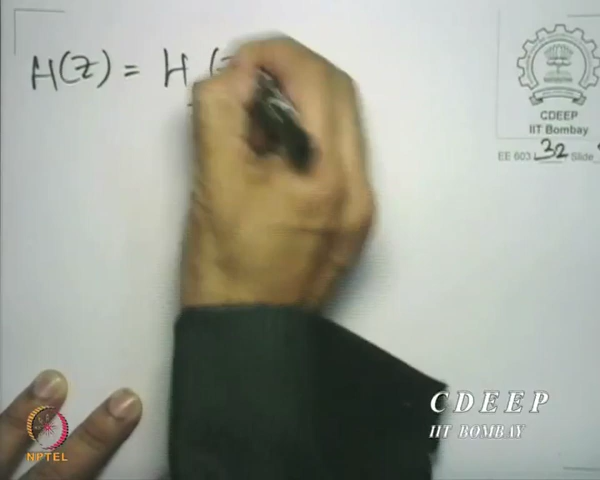 H(z) = H
CDEEP
IIT Bombay
EE 603 32 Slide
CDEEP
IIT BOMBAY
NPTEL